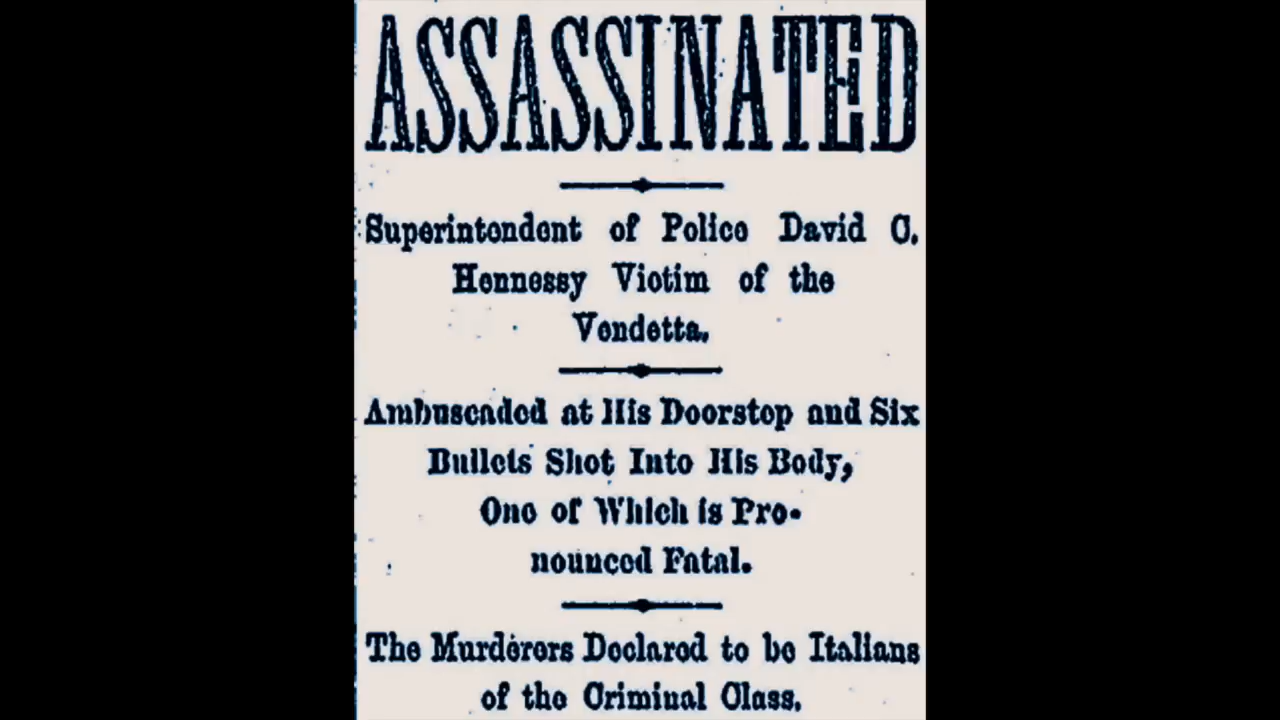 ASSASSINATED
Superintendent of Police David C.
Hennessy Victim of the
Vendetta.
Ambuscaded at His Doorstep and Six
Bullets Shot Into His Body,
One of Which is Pro-
nounced Fatal.
The Murderers Declared to be Italians
of the Criminal Class.